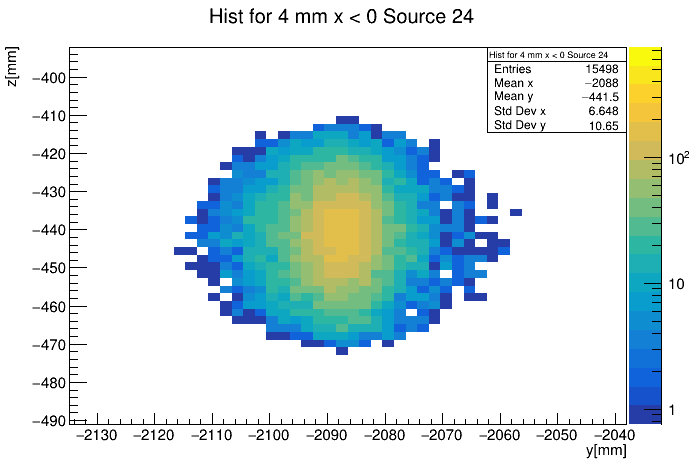 Hist for 4 mm x < 0 Source 24
z[mm]
Hist for 4 mm x < 0 Source 24
Entries 15498
Mean x −2088
Mean y −441.5
Std Dev x 6.648
Std Dev y 10.65
−400
−410
−420
−430
−440
−450
−460
−470
−480
−490
10²
10
1
−2130 −2120 −2110 −2100 −2090 −2080 −2070 −2060 −2050 −2040
y[mm]